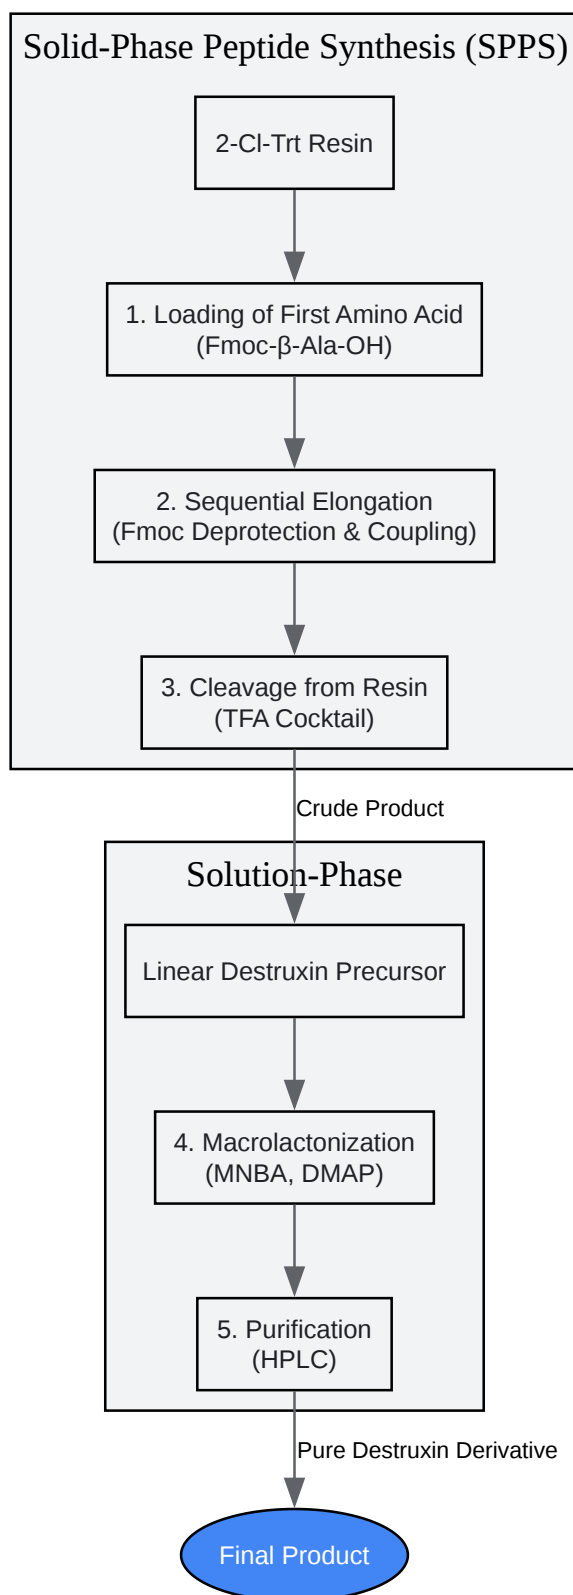 Solid-Phase Peptide Synthesis (SPPS)
2-Cl-Trt Resin
1. Loading of First Amino Acid
(Fmoc-β-Ala-OH)
2. Sequential Elongation
(Fmoc Deprotection & Coupling)
3. Cleavage from Resin
(TFA Cocktail)
Crude Product
Solution-Phase
Linear Destruxin Precursor
4. Macrolactonization
(MNBA, DMAP)
5. Purification
(HPLC)
Pure Destruxin Derivative
Final Product